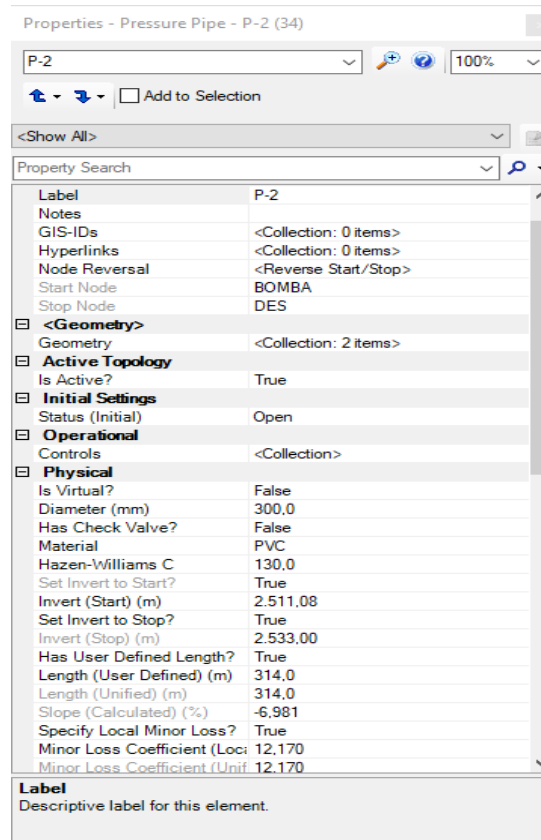 Properties - Pressure Pipe - P-2 (34)
P-2 100%
Add to Selection
<Show All>
Property Search
Label P-2
Notes
GIS-IDs <Collection: 0 items>
Hyperlinks <Collection: 0 items>
Node Reversal <Reverse Start/Stop>
Start Node BOMBA
Stop Node DES
<Geometry>
Geometry <Collection: 2 items>
Active Topology
Is Active? True
Initial Settings
Status (Initial) Open
Operational
Controls <Collection>
Physical
Is Virtual? False
Diameter (mm) 300,0
Has Check Valve? False
Material PVC
Hazen-Williams C 130,0
Set Invert to Start? True
Invert (Start) (m) 2.511,08
Set Invert to Stop? True
Invert (Stop) (m) 2.533,00
Has User Defined Length? True
Length (User Defined) (m) 314,0
Length (Unified) (m) 314,0
Slope (Calculated) (%) -6,981
Specify Local Minor Loss? True
Minor Loss Coefficient (Loca 12,170
Minor Loss Coefficient (Unif 12,170
Label
Descriptive label for this element.